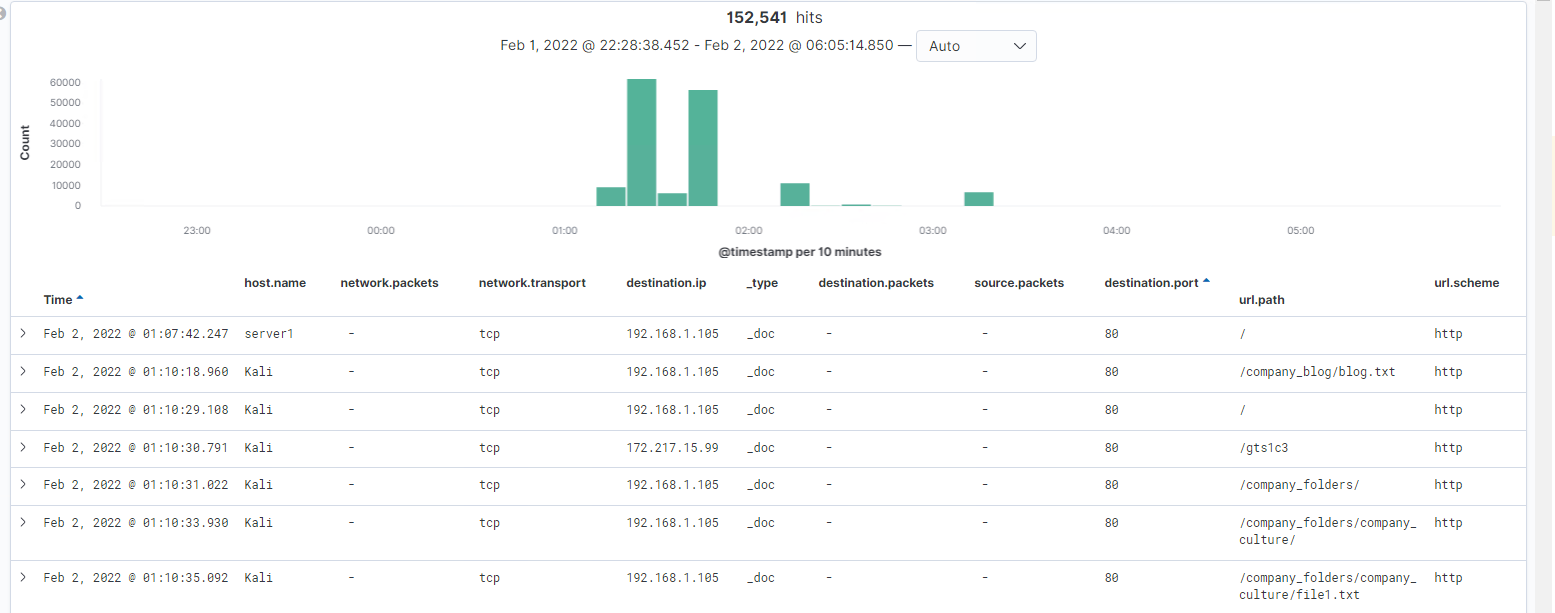 152,541 hits
Feb 1, 2022 @ 22:28:38.452 - Feb 2, 2022 @ 06:05:14.850 — Auto
Count
60000
50000
40000
30000
20000
10000
0
23:00 00:00 01:00 02:00 03:00 04:00 05:00
@timestamp per 10 minutes
Time host.name network.packets network.transport destination.ip _type destination.packets source.packets destination.port url.path url.scheme
Feb 2, 2022 @ 01:07:42.247 server1 - tcp 192.168.1.105 _doc - - 80 / http
Feb 2, 2022 @ 01:10:18.960 Kali - tcp 192.168.1.105 _doc - - 80 /company_blog/blog.txt http
Feb 2, 2022 @ 01:10:29.108 Kali - tcp 192.168.1.105 _doc - - 80 / http
Feb 2, 2022 @ 01:10:30.791 Kali - tcp 172.217.15.99 _doc - - 80 /gts1c3 http
Feb 2, 2022 @ 01:10:31.022 Kali - tcp 192.168.1.105 _doc - - 80 /company_folders/ http
Feb 2, 2022 @ 01:10:33.930 Kali - tcp 192.168.1.105 _doc - - 80 /company_folders/company_ http
culture/
Feb 2, 2022 @ 01:10:35.092 Kali - tcp 192.168.1.105 _doc - - 80 /company_folders/company_ http
culture/file1.txt